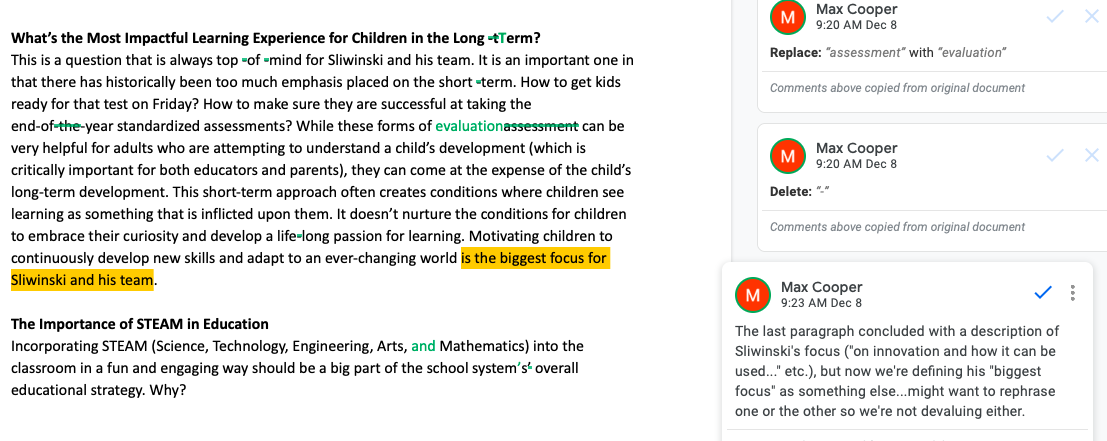 What's the Most Impactful Learning Experience for Children in the Long -tTerm?
This is a question that is always top -of -mind for Sliwinski and his team. It is an important one in
that there has historically been too much emphasis placed on the short -term. How to get kids
ready for that test on Friday? How to make sure they are successful at taking the
end-of-the-year standardized assessments? While these forms of evaluationassessment can be
very helpful for adults who are attempting to understand a child's development (which is
critically important for both educators and parents), they can come at the expense of the child's
long-term development. This short-term approach often creates conditions where children see
learning as something that is inflicted upon them. It doesn't nurture the conditions for children
to embrace their curiosity and develop a life-long passion for learning. Motivating children to
continuously develop new skills and adapt to an ever-changing world is the biggest focus for
Sliwinski and his team.
The Importance of STEAM in Education
Incorporating STEAM (Science, Technology, Engineering, Arts, and Mathematics) into the
classroom in a fun and engaging way should be a big part of the school system's' overall
educational strategy. Why?
M
Max Cooper
9:20 AM Dec 8
Replace: "assessment" with "evaluation"
Comments above copied from original document
M
Max Cooper
9:20 AM Dec 8
Delete: "-"
Comments above copied from original document
M
Max Cooper
9:23 AM Dec 8
The last paragraph concluded with a description of
Sliwinski's focus ("on innovation and how it can be
used..." etc.), but now we're defining his "biggest
focus" as something else...might want to rephrase
one or the other so we're not devaluing either.